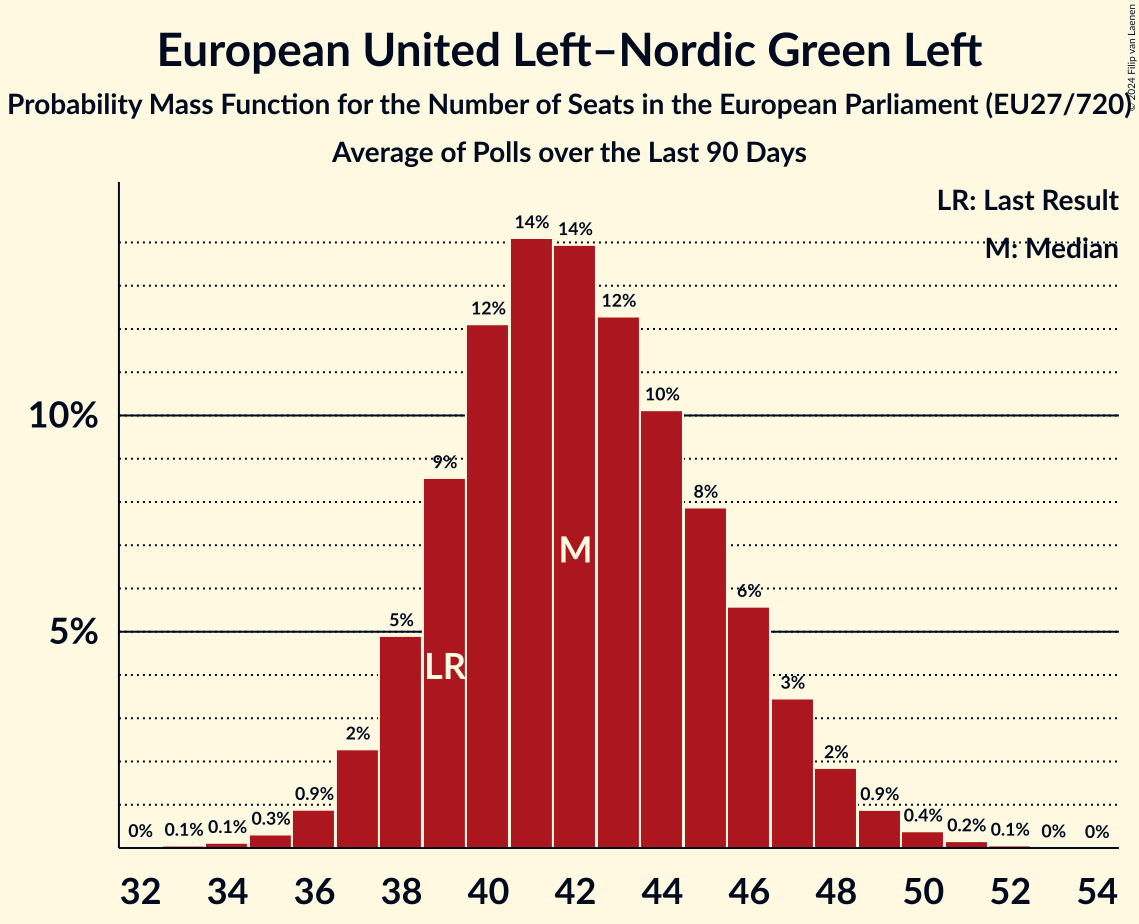 European United Left–Nordic Green Left
Probability Mass Function for the Number of Seats in the European Parliament (EU27/720)
Average of Polls over the Last 90 Days
© 2024 Filip van Laenen
LR: Last Result
M: Median
10%
5%
0%
0.1%
0.1%
0.3%
0.9%
2%
5%
9%
12%
14%
14%
12%
10%
8%
6%
3%
2%
0.9%
0.4%
0.2%
0.1%
0%
0%
LR
M
32 34 36 38 40 42 44 46 48 50 52 54